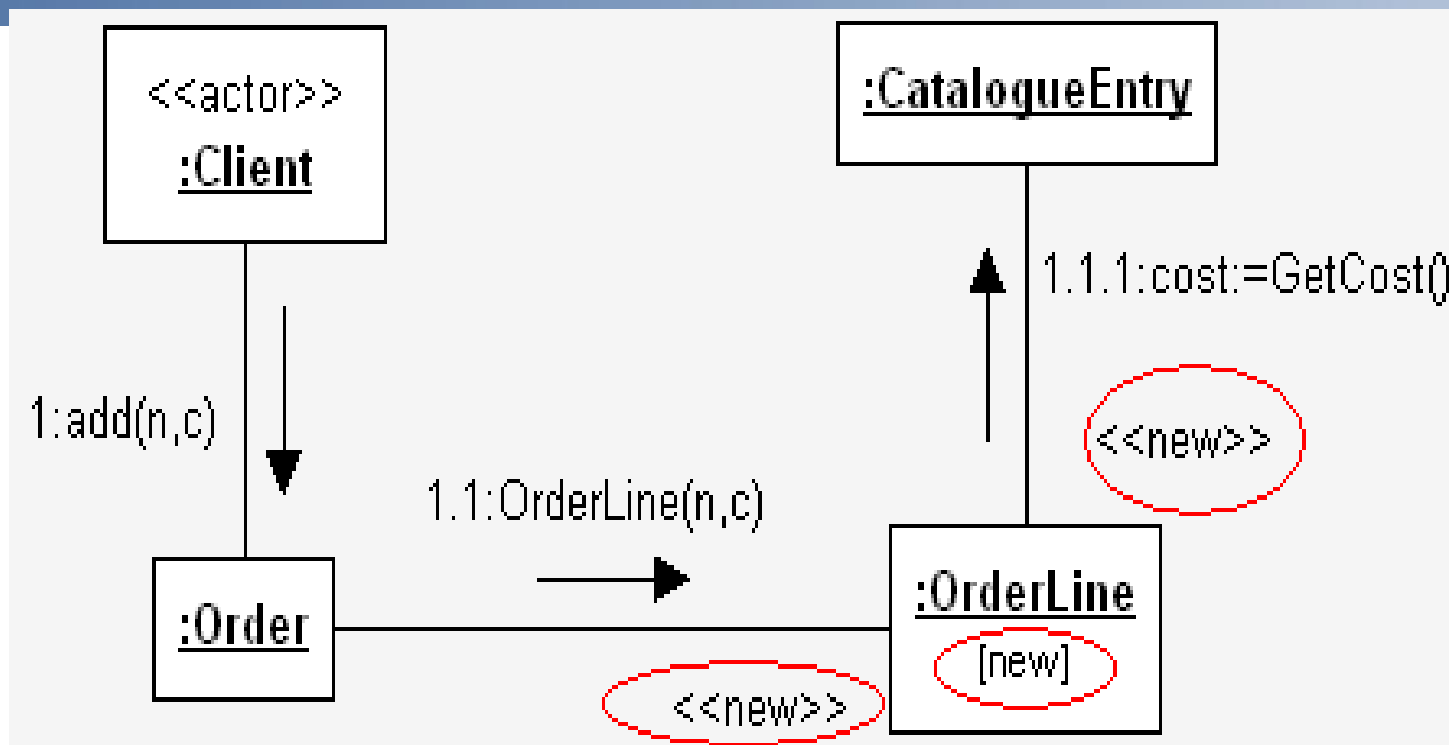 <<actor>>
:Client
:CatalogueEntry
1.1.1:cost:=GetCost()
1:add(n,c)
<<new>>
1.1:OrderLine(n,c)
:Order
:OrderLine
[new]
<<new>>